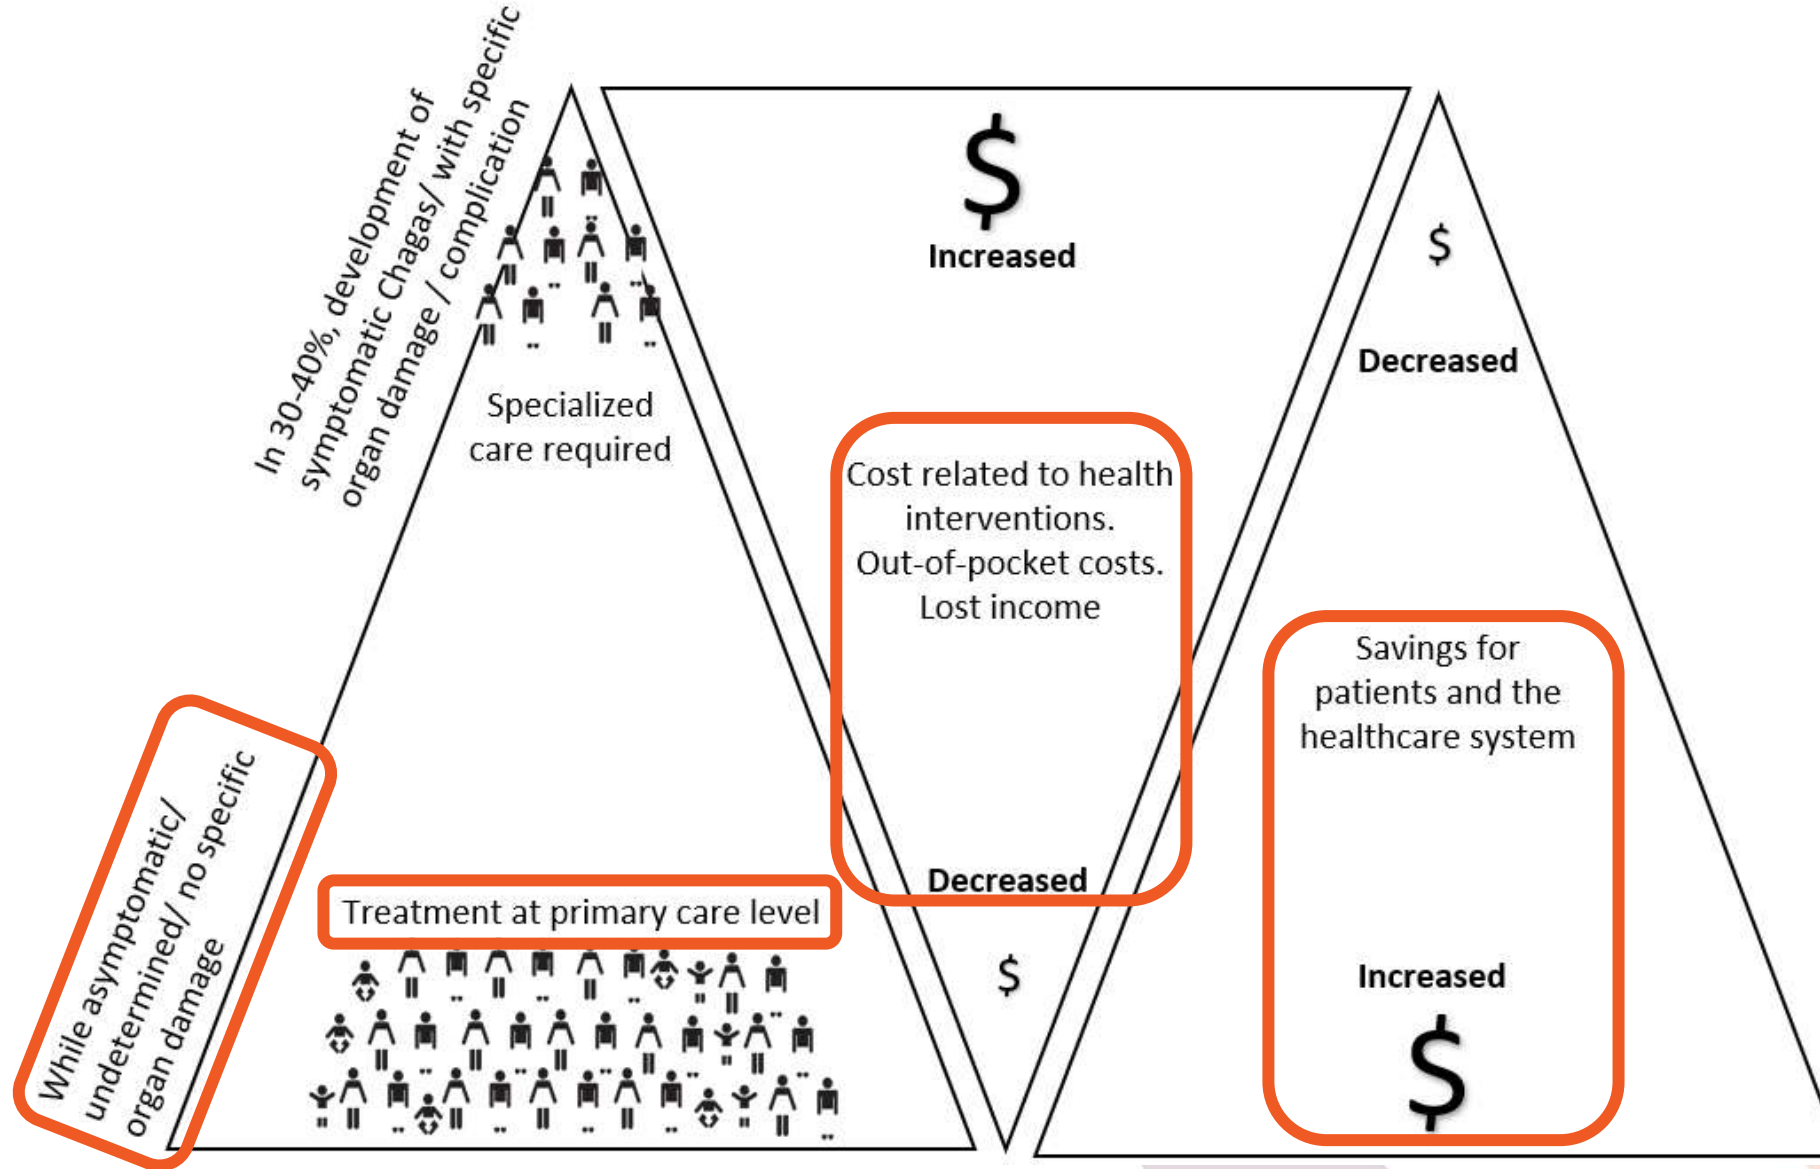 In 30-40%, development of
symptomatic Chagas/ with specific
organ damage / complication
Specialized
care required
While asymptomatic/
undetermined/ no specific
organ damage
Treatment at primary care level
$
Increased
Cost related to health
interventions.
Out-of-pocket costs.
Lost income
Decreased
$
$
Decreased
Savings for
patients and the
healthcare system
Increased
$